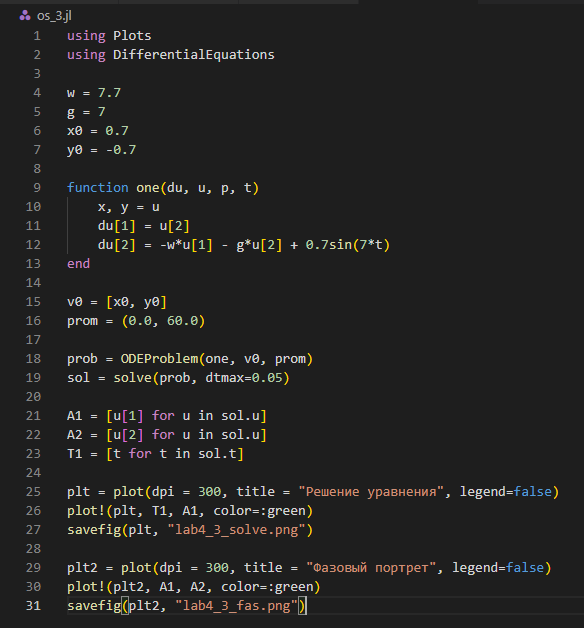 os_3.jl
1 using Plots
2 using DifferentialEquations
3
4 w = 7.7
5 g = 7
6 x0 = 0.7
7 y0 = -0.7
8
9 function one(du, u, p, t)
10     x, y = u
11     du[1] = u[2]
12     du[2] = -w*u[1] - g*u[2] + 0.7sin(7*t)
13 end
14
15 v0 = [x0, y0]
16 prom = (0.0, 60.0)
17
18 prob = ODEProblem(one, v0, prom)
19 sol = solve(prob, dtmax=0.05)
20
21 A1 = [u[1] for u in sol.u]
22 A2 = [u[2] for u in sol.u]
23 T1 = [t for t in sol.t]
24
25 plt = plot(dpi = 300, title = "Решение уравнения", legend=false)
26 plot!(plt, T1, A1, color=:green)
27 savefig(plt, "lab4_3_solve.png")
28
29 plt2 = plot(dpi = 300, title = "Фазовый портрет", legend=false)
30 plot!(plt2, A1, A2, color=:green)
31 savefig(plt2, "lab4_3_fas.png")